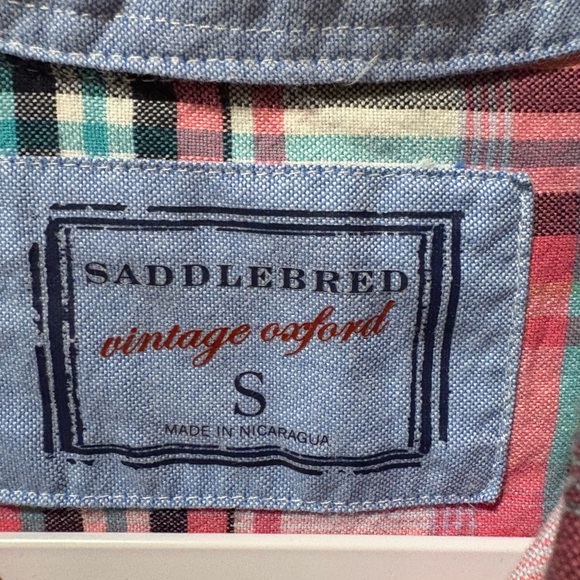 SADDLEBRED
vintage oxford
S
MADE IN NICARAGUA